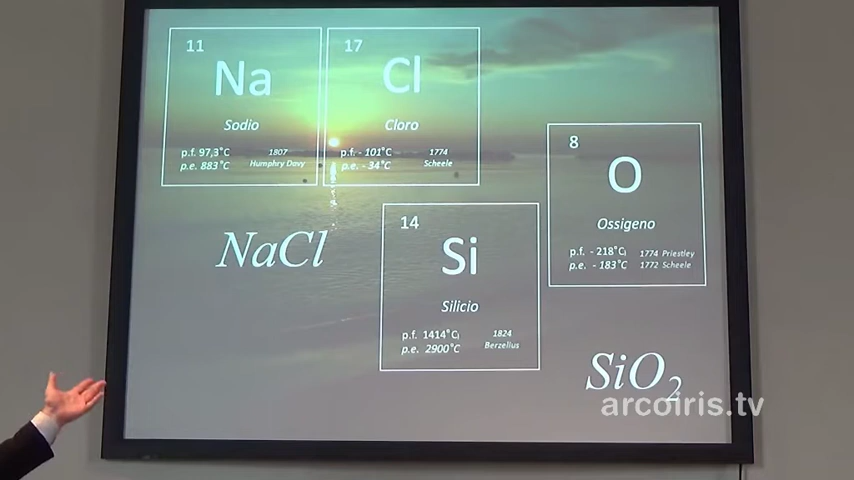 11
Na
Sodio
p.f. 97,3°C
p.e. 883°C
1807
Humphry Davy
17
Cl
Cloro
p.f. - 101°C
p.e. - 34°C
1774
Scheele
NaCl
14
Si
Silicio
p.f. 1414°C
p.e. 2900°C
1824
Berzelius
8
O
Ossigeno
p.f. - 218°C
p.e. - 183°C
1774 Priestley
1772 Scheele
SiO₂
arcoiris.tv